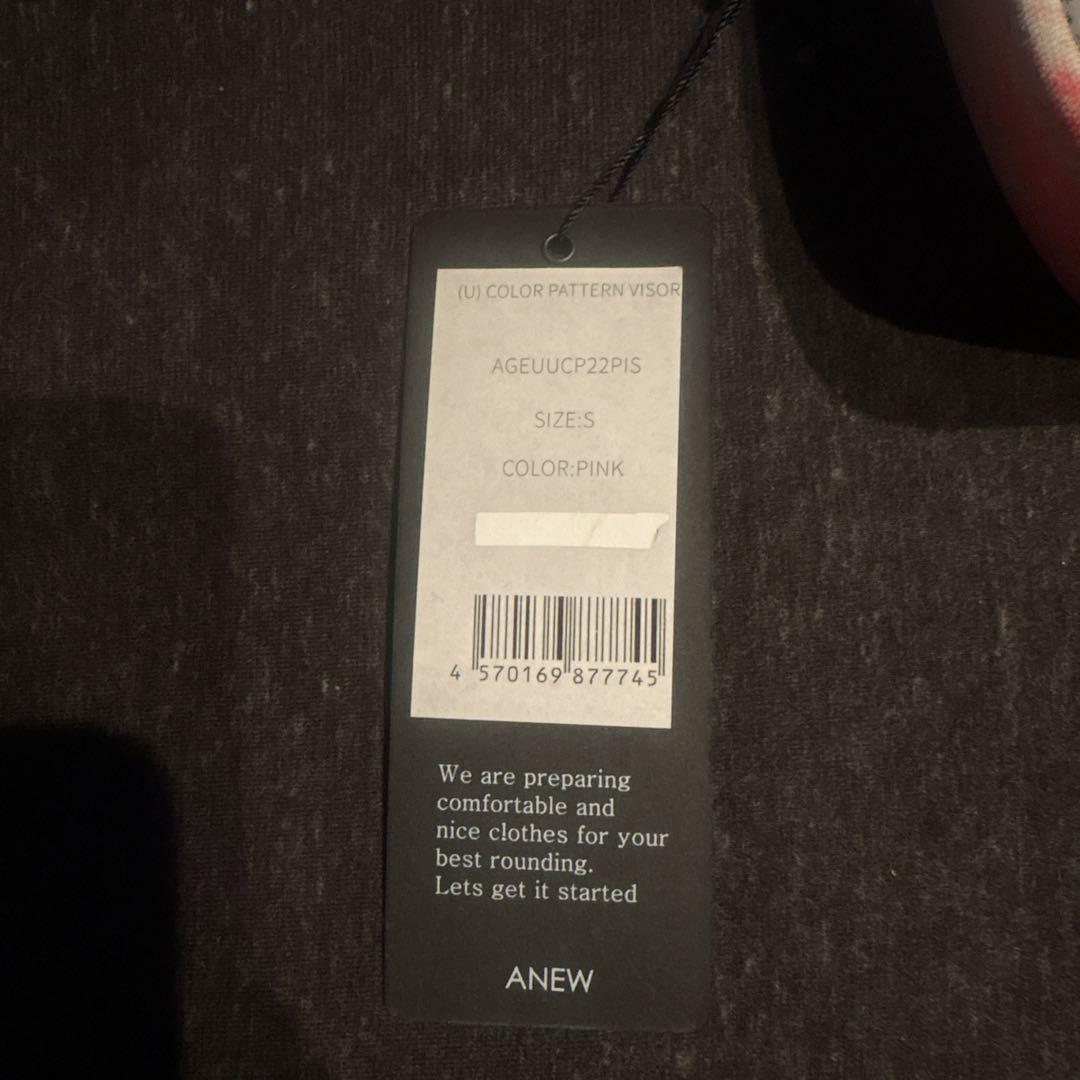 (U) COLOR PATTERN VISOR
AGEUUCP22PIS
SIZE:S
COLOR:PINK
4 570169 877745
We are preparing
comfortable and
nice clothes for your
best rounding.
Lets get it started
ANEW